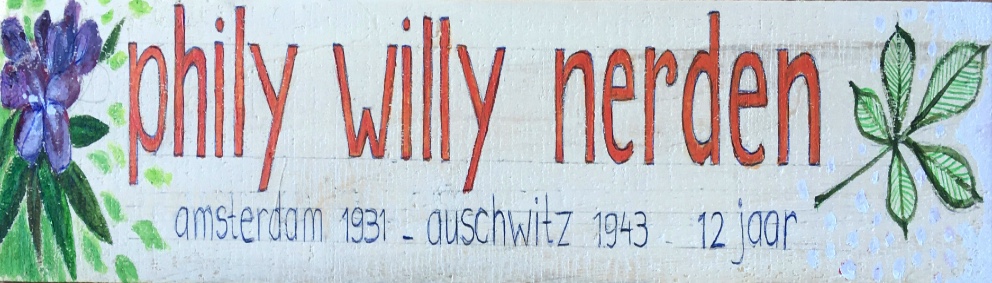 phily willy nerden
amsterdam 1931 - auschwitz 1943 - 12 jaar